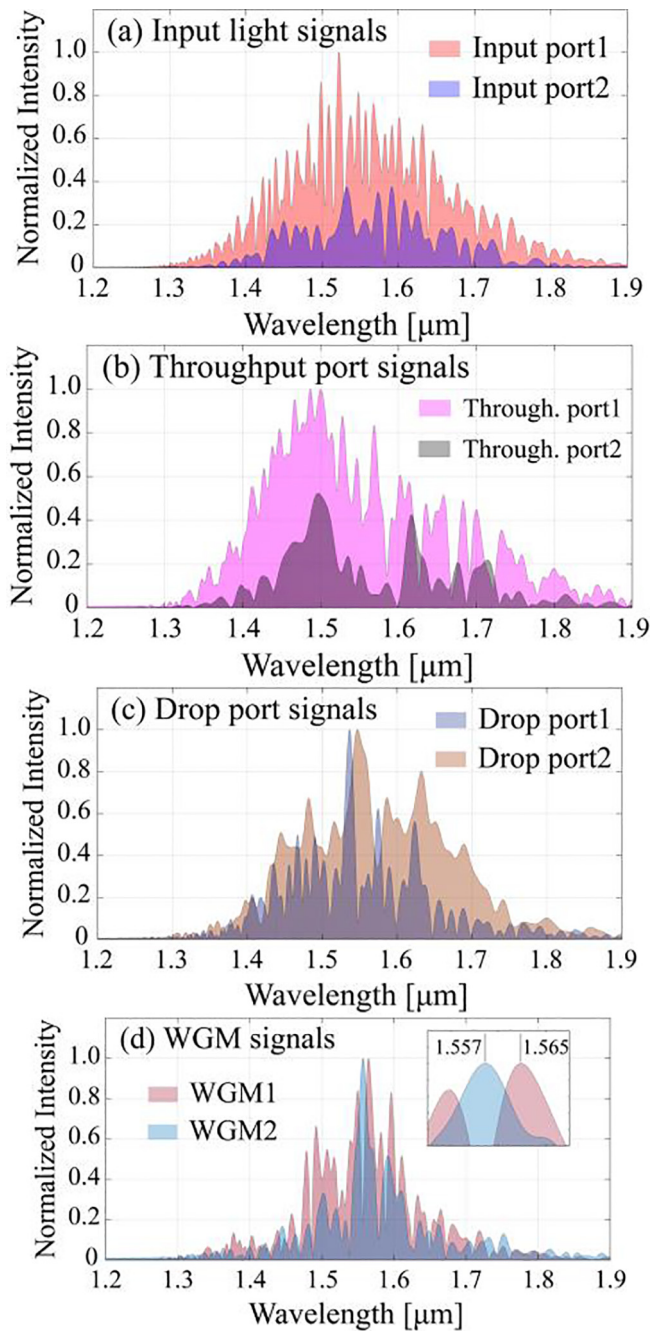 (a) Input light signals
Input port1
Input port2
Normalized Intensity
1.0
0.8
0.6
0.4
0.2
0
1.2 1.3 1.4 1.5 1.6 1.7 1.8 1.9
Wavelength [μm]
(b) Throughput port signals
Through. port1
Through. port2
Normalized Intensity
1.0
0.8
0.6
0.4
0.2
0
1.2 1.3 1.4 1.5 1.6 1.7 1.8 1.9
Wavelength [μm]
(c) Drop port signals
Drop port1
Drop port2
Normalized Intensity
1.0
0.8
0.6
0.4
0.2
0
1.2 1.3 1.4 1.5 1.6 1.7 1.8 1.9
Wavelength [μm]
(d) WGM signals
WGM1
WGM2
1.557 1.565
Normalized Intensity
1.0
0.8
0.6
0.4
0.2
0
1.2 1.3 1.4 1.5 1.6 1.7 1.8 1.9
Wavelength [μm]